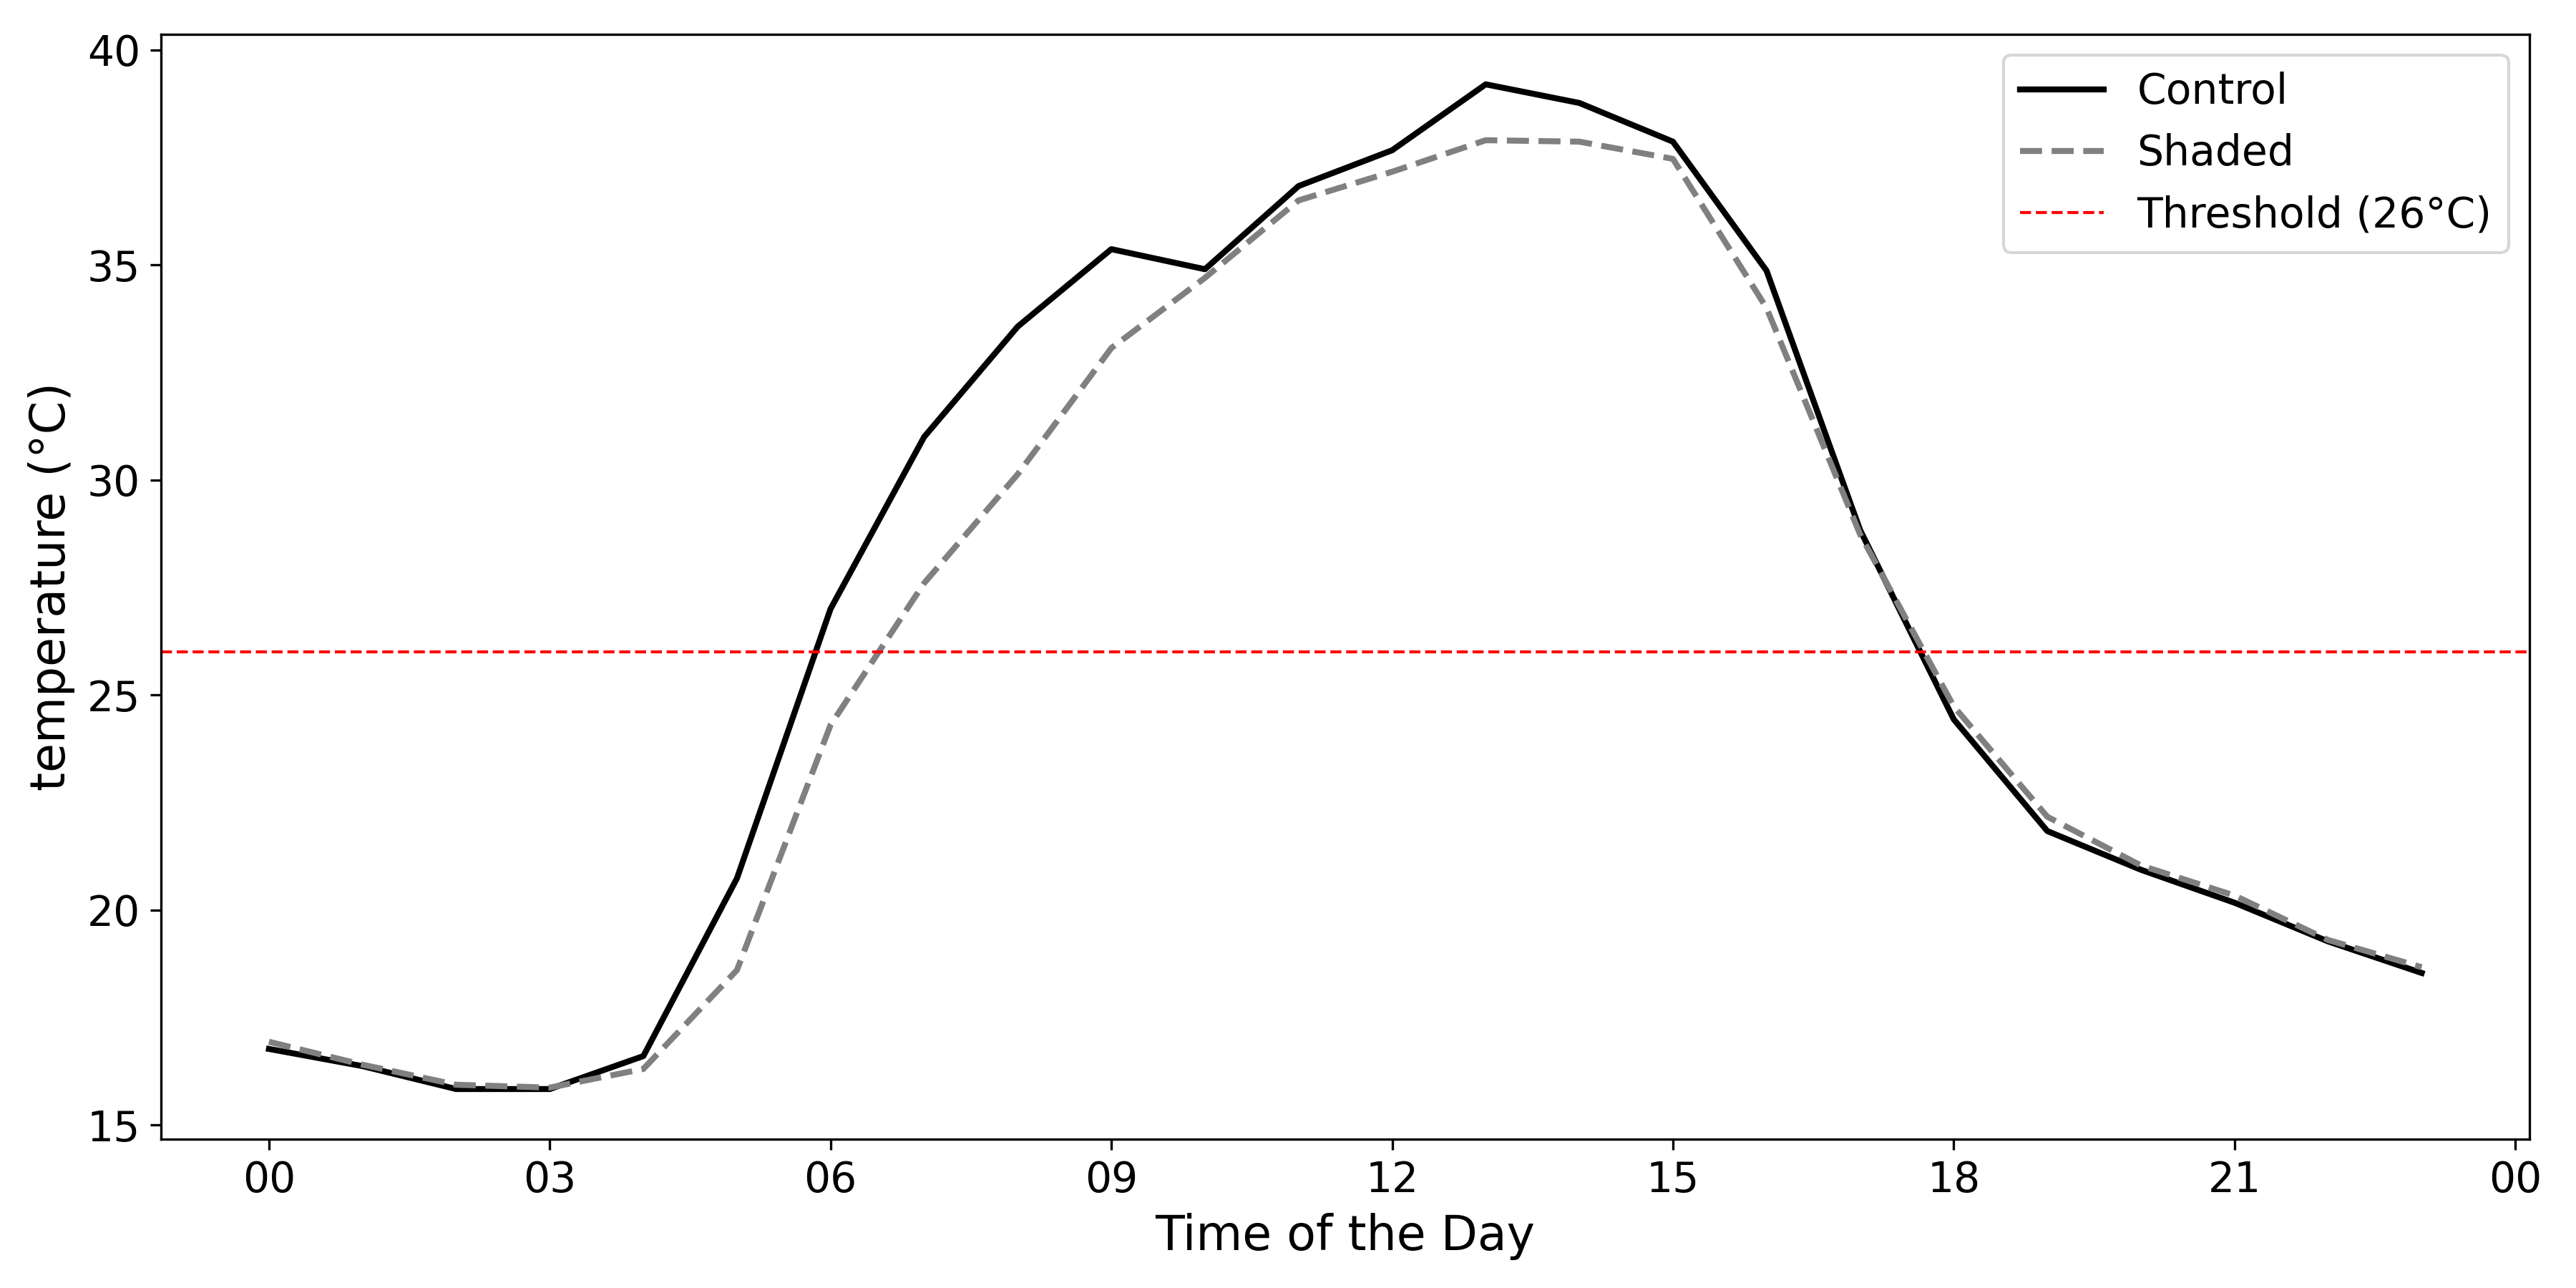 40
35
30
25
20
15
temperature (°C)
Control
Shaded
Threshold (26°C)
00 03 06 09 12 15 18 21 00
Time of the Day